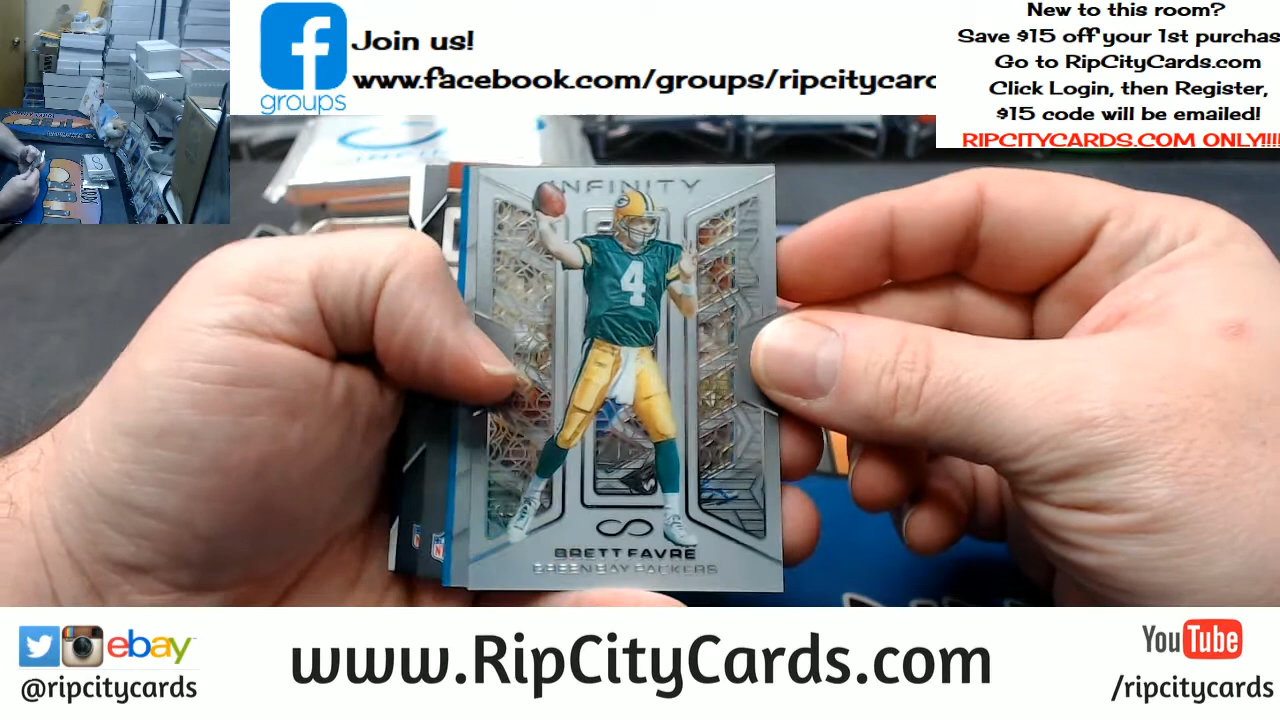 Join us!
www.facebook.com/groups/ripcitycarc
groups
New to this room?
Save $15 off your 1st purchas
Go to RipCityCards.com
Click Login, then Register,
$15 code will be emailed!
RIPCITYCARDS.COM ONLY!!!!
INFINITY
G
4
BRETT FAVRE
GREEN BAY PACKERS
ebay
@ripcitycards
www.RipCityCards.com
YouTube
/ripcitycards